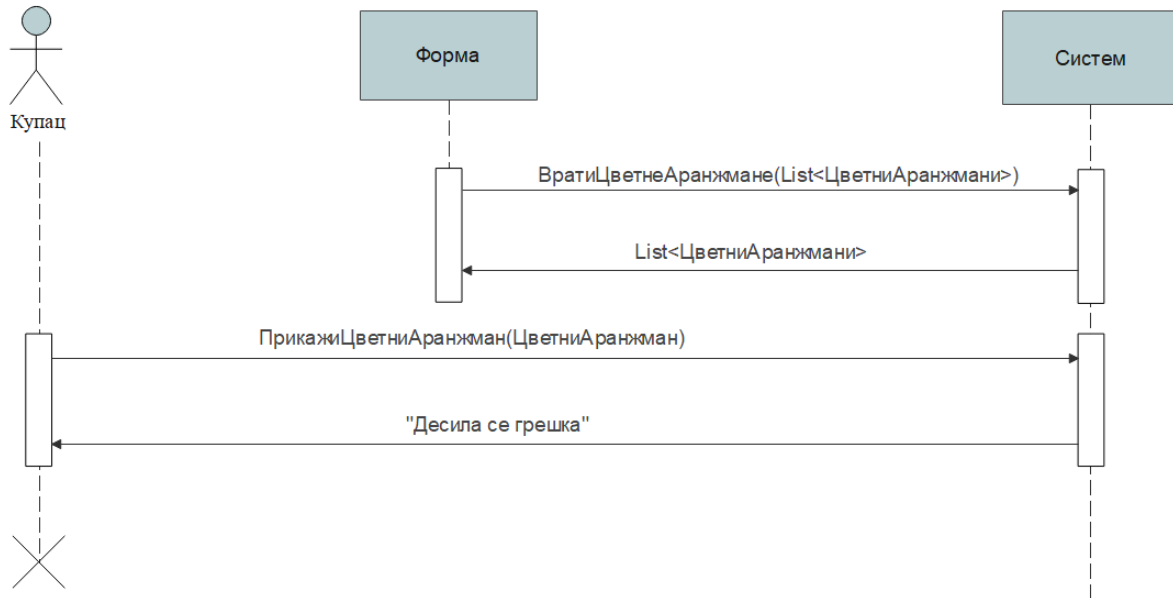 Форма
Систем
Купац
ВратиЦветнеАранжмане(List<ЦветниАранжмани>)
List<ЦветниАранжмани>
ПрикажиЦветниАранжман(ЦветниАранжман)
"Десила се грешка"